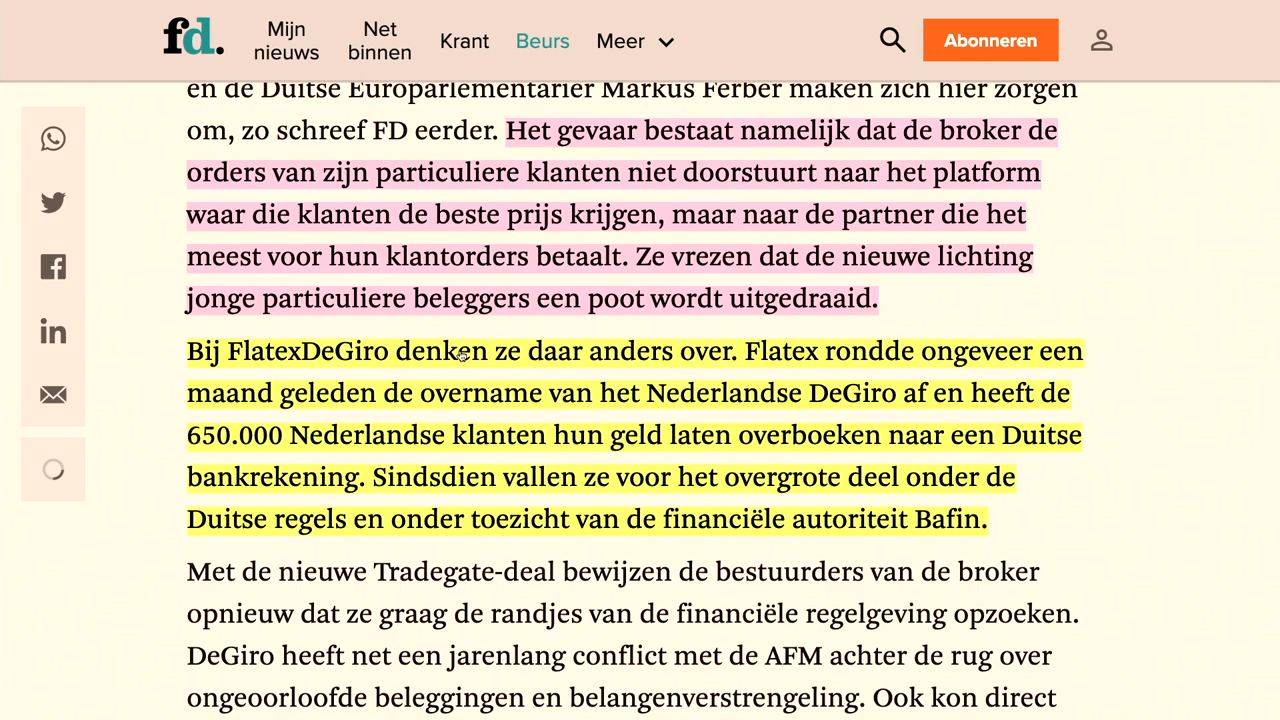 fd.
Mijn nieuws
Net binnen
Krant
Beurs
Meer
Abonneren
en de Duitse Europarlementariër Markus Ferber maken zich hier zorgen
om, zo schreef FD eerder. Het gevaar bestaat namelijk dat de broker de
orders van zijn particuliere klanten niet doorstuurt naar het platform
waar die klanten de beste prijs krijgen, maar naar de partner die het
meest voor hun klantorders betaalt. Ze vrezen dat de nieuwe lichting
jonge particuliere beleggers een poot wordt uitgedraaid.
Bij FlatexDeGiro denken ze daar anders over. Flatex rondde ongeveer een
maand geleden de overname van het Nederlandse DeGiro af en heeft de
650.000 Nederlandse klanten hun geld laten overboeken naar een Duitse
bankrekening. Sindsdien vallen ze voor het overgrote deel onder de
Duitse regels en onder toezicht van de financiële autoriteit Bafin.
Met de nieuwe Tradegate-deal bewijzen de bestuurders van de broker
opnieuw dat ze graag de randjes van de financiële regelgeving opzoeken.
DeGiro heeft net een jarenlang conflict met de AFM achter de rug over
ongeoorloofde beleggingen en belangenverstrengeling. Ook kon direct